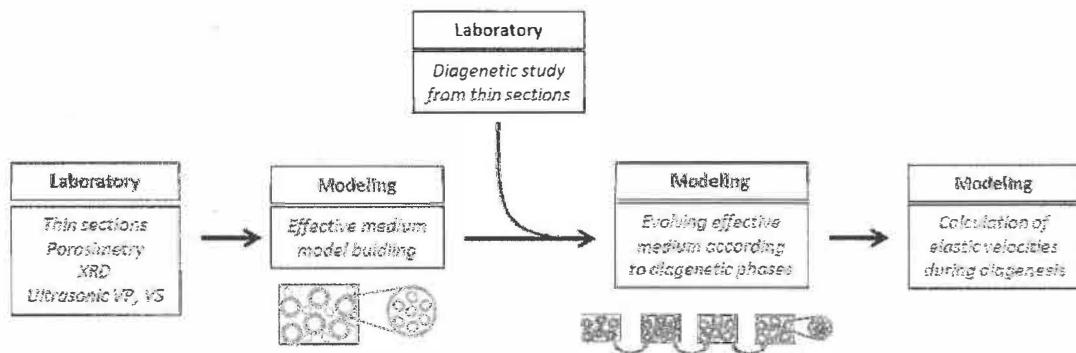 Laboratory
Diagenetic study
from thin sections
Laboratory
Thin sections
Porosimetry
XRD
Ultrasonic VP, VS
Modeling
Effective medium
model building
Modeling
Evolving effective
medium according
to diagenetic phases
Modeling
Calculation of
elastic velocities
during diagenesis